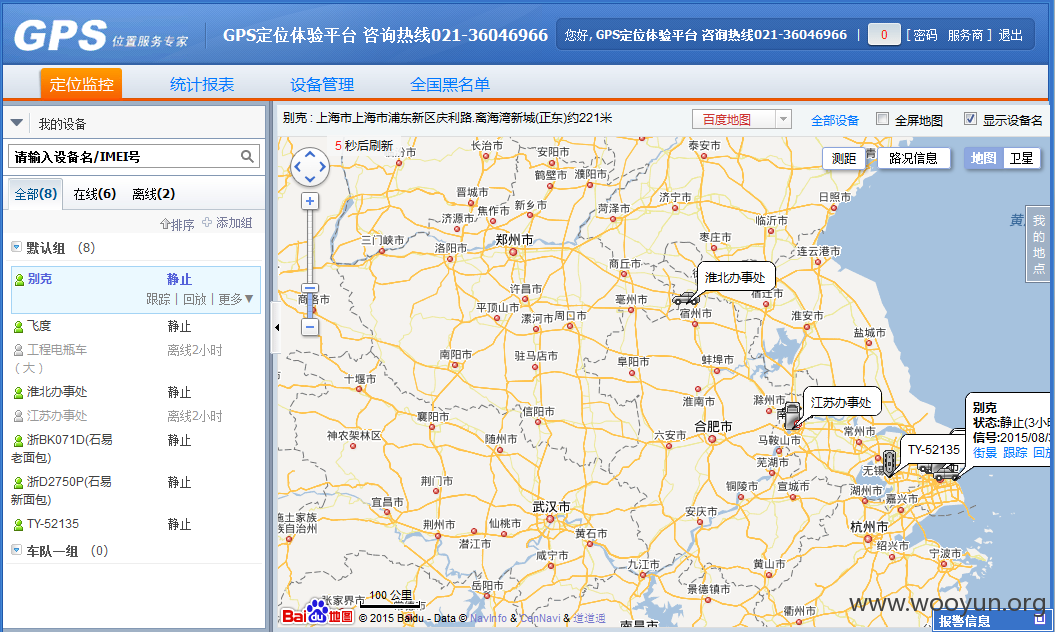 GPS 位置服务专家
GPS定位体验平台 咨询热线021-36046966
您好, GPS定位体验平台 咨询热线021-36046966 | 0 [ 密码 服务商 ] 退出
定位监控 统计报表 设备管理 全国黑名单
我的设备
请输入设备名/IMEI号
全部(8) 在线(6) 离线(2)
排序 添加组
默认组 (8)
别克 静止
跟踪 | 回放 | 更多▼
飞度 静止
工程电瓶车 离线2小时
(大)
淮北办事处 静止
江苏办事处 离线2小时
浙BK071D(石易 静止
老面包)
浙D2750P(石易 静止
新面包)
TY-52135 静止
车队一组 (0)
别克 : 上海市上海市浦东新区庆利路,离海湾新城(正东)约221米
百度地图 全部设备 全屏地图 显示设备名
5 秒后刷新
测距 路况信息 地图 卫星
我的地点
长治市
安阳市
泰安市
鹤壁市
濮阳市
晋城市
新乡市
济宁市
日照市
济源市
焦作市
菏泽市
临沂市
三门峡市
洛阳市
郑州市
枣庄市
连云港市
商丘市
淮北办事处
宿迁市
许昌市
亳州市
宿州市
平顶山市
漯河市
周口市
淮安市
盐城市
南阳市
驻马店市
阜阳市
蚌埠市
十堰市
淮南市
滁州市
江苏办事处
襄阳市
信阳市
合肥市
神农架林区
随州市
六安市
马鞍山市
常州市
芜湖市
无锡
TY-52135
别克
状态:静止(3小
信号:2015/08/
街景 跟踪 回放
荆门市
铜陵市
宣城市
湖州市
嘉兴市
宜昌市
武汉市
安庆市
杭州市
荆州市
仙桃市
黄石市
绍兴市
潜江市
咸宁市
宁波市
九江市
黄山市
岳阳市
景德镇市
张家界市
衢州市
南昌市
100 公里
Bai du 地图 © 2015 Baidu - Data © NavInfo & CenNavi & 道道通
www.wooyun.org
报警信息